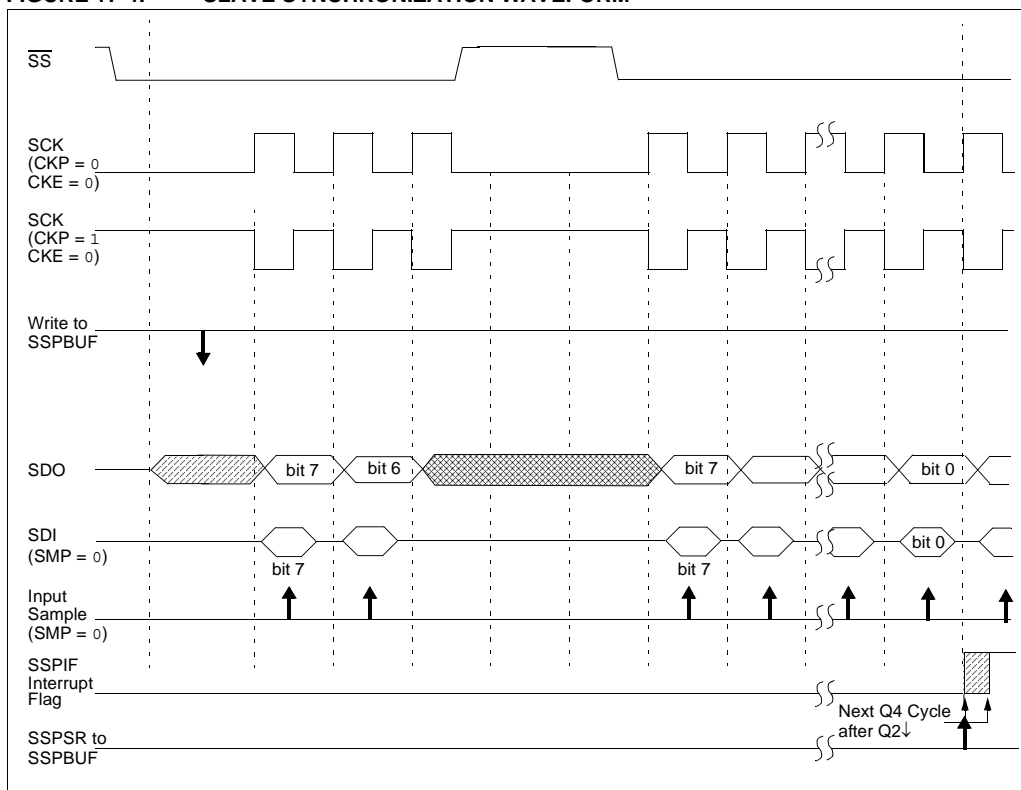 SS
SCK
(CKP = 0
CKE = 0)
SCK
(CKP = 1
CKE = 0)
Write to
SSPBUF
SDO
bit 7
bit 6
bit 7
bit 0
SDI
(SMP = 0)
bit 7
bit 7
bit 0
Input
Sample
(SMP = 0)
SSPIF
Interrupt
Flag
Next Q4 Cycle
after Q2↓
SSPSR to
SSPBUF